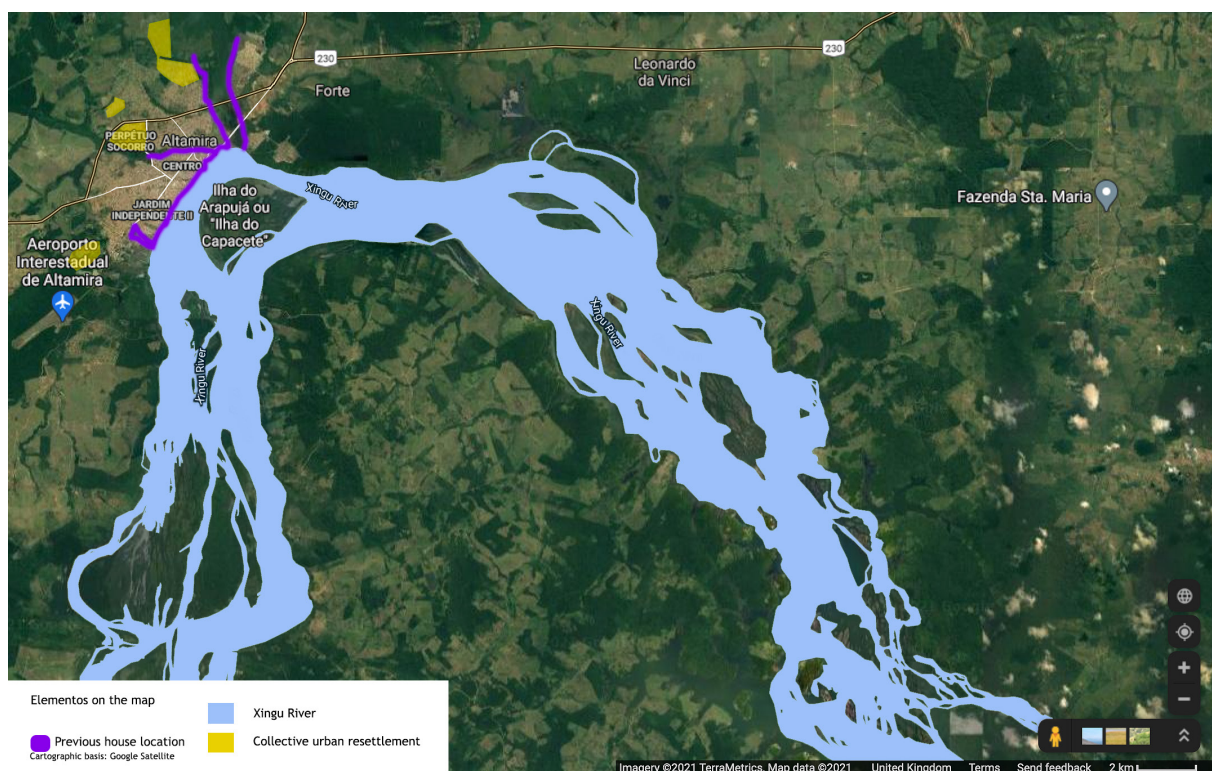 230
230
Leonardo
da Vinci
Forte
PERPÉTUO
SOCORRO
Altamira
CENTRO
Ilha do
Arapujá ou
"Ilha do
Capacete"
Xingu River
Fazenda Sta. Maria
JARDIM
INDEPENDENTE II
Aeroporto
Interestadual
de Altamira
Xingu River
Xingu River
Elementos on the map
Xingu River
Previous house location
Collective urban resettlement
Cartographic basis: Google Satellite
Imagery ©2021 TerraMetrics, Map data ©2021 United Kingdom Terms Send feedback 2 km